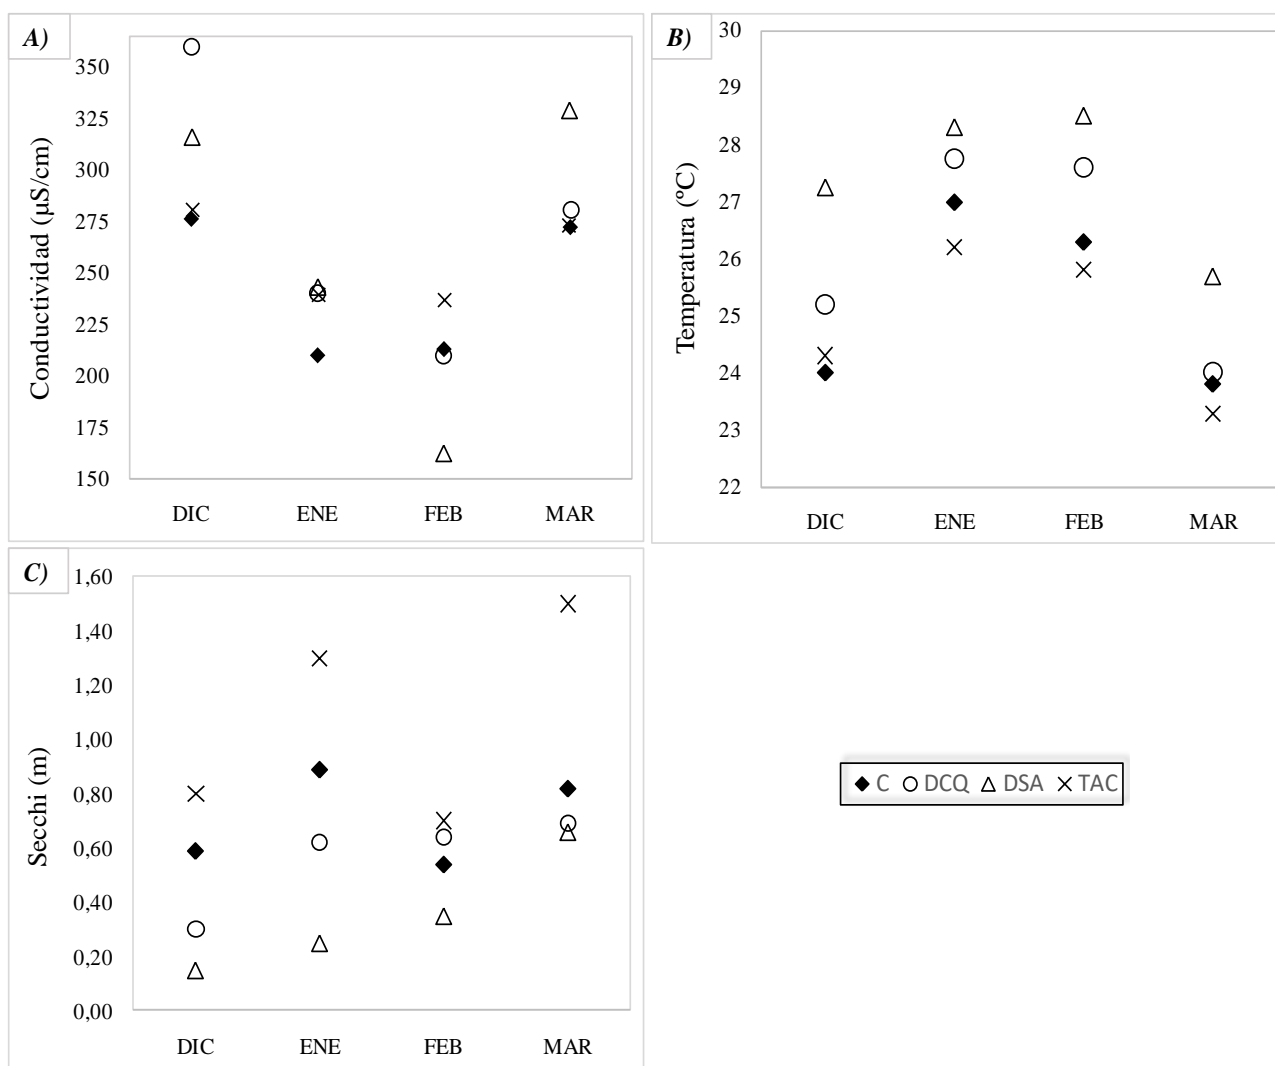 A)
Conductividad (µS/cm)
350
325
300
275
250
225
200
175
150
DIC ENE FEB MAR
B)
Temperatura (ºC)
30
29
28
27
26
25
24
23
22
DIC ENE FEB MAR
C)
Secchi (m)
1,60
1,40
1,20
1,00
0,80
0,60
0,40
0,20
0,00
DIC ENE FEB MAR
C DCQ DSA TAC